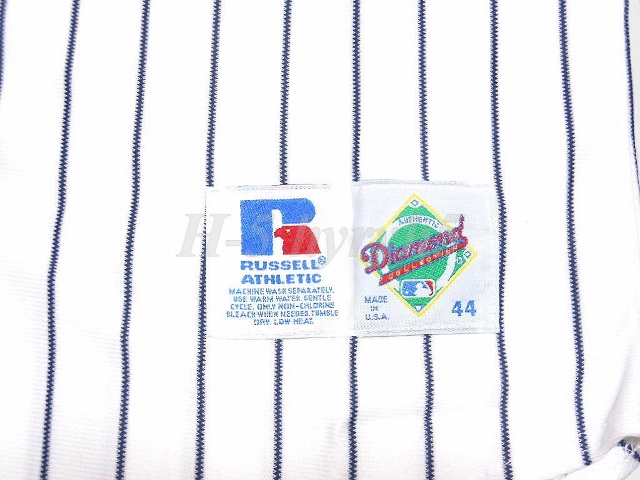 RUSSELL®
ATHLETIC
MACHINE WASH SEPARATELY.
USE WARM WATER, GENTLE
CYCLE. ONLY NON-CHLORINE
BLEACH WHEN NEEDED. TUMBLE
DRY, LOW HEAT.
AUTHENTIC
Diamond
COLLECTION
MADE
IN
U.S.A.
44